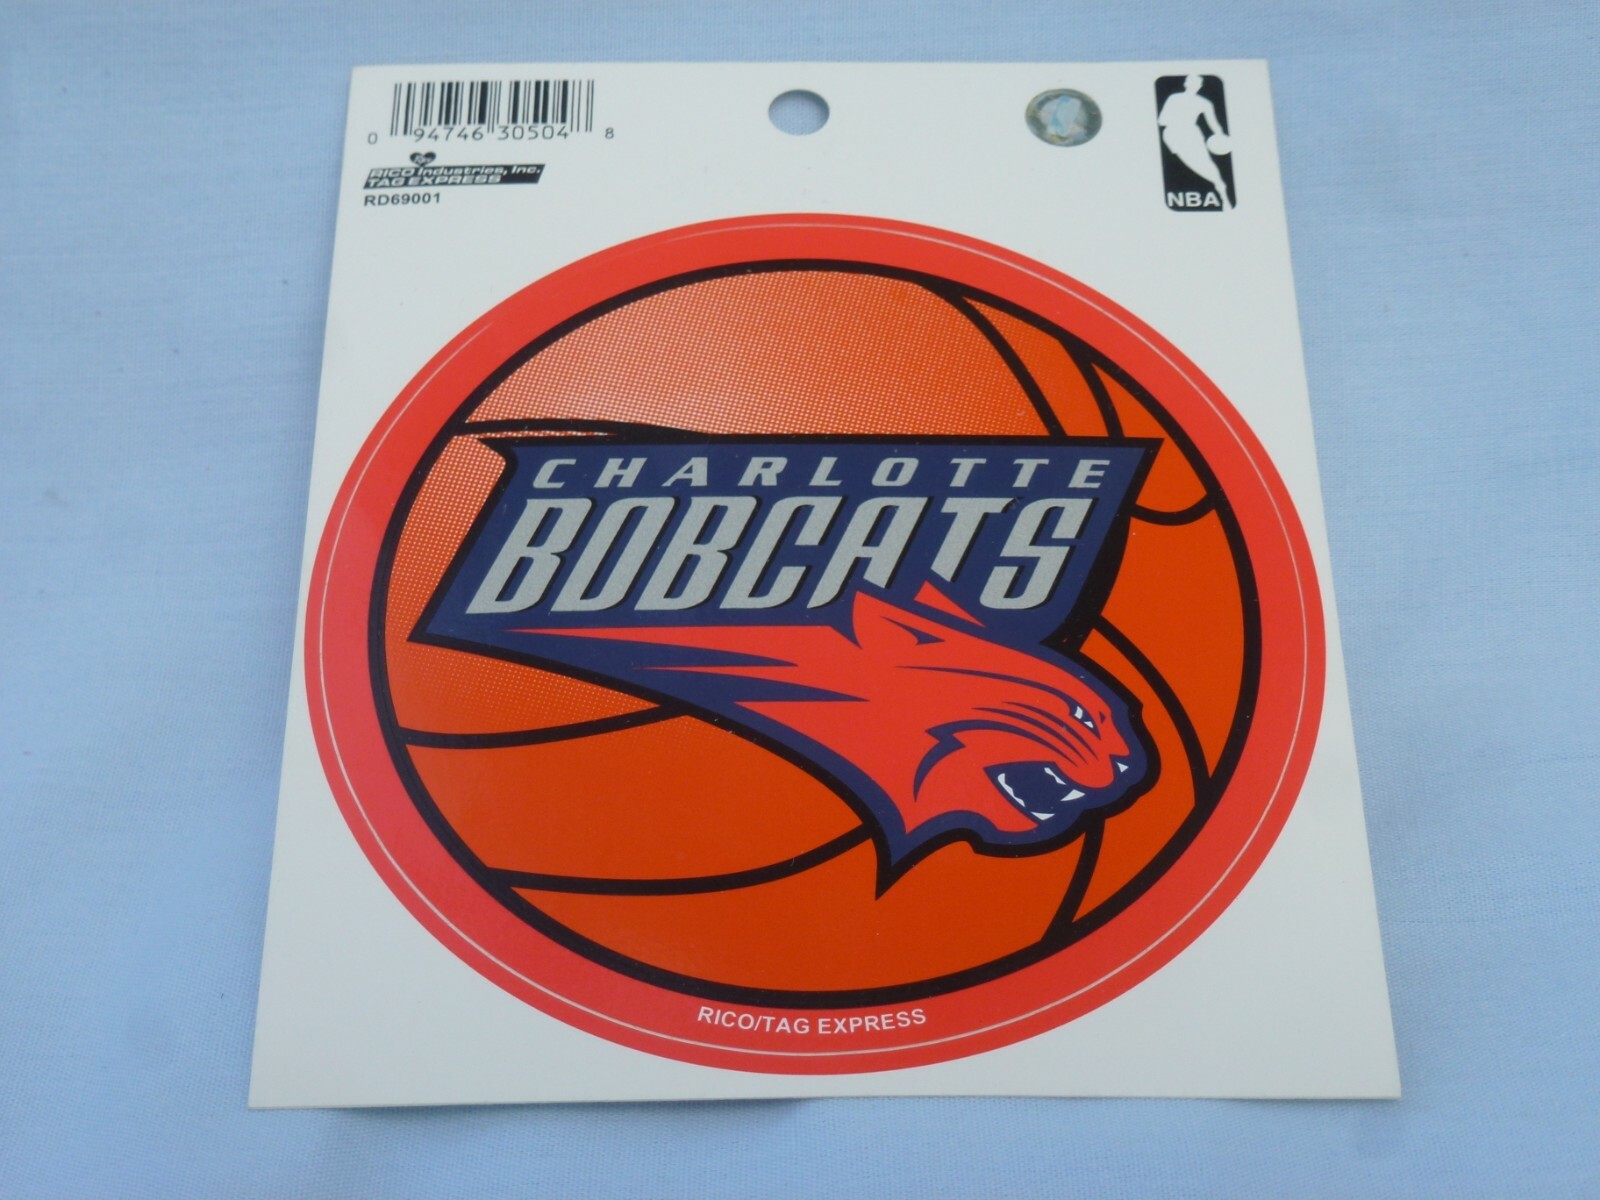 0 94746 30504 8
RICO Industries, Inc.
TAG EXPRESS
RD69001
NBA
CHARLOTTE
BOBCATS
RICO/TAG EXPRESS